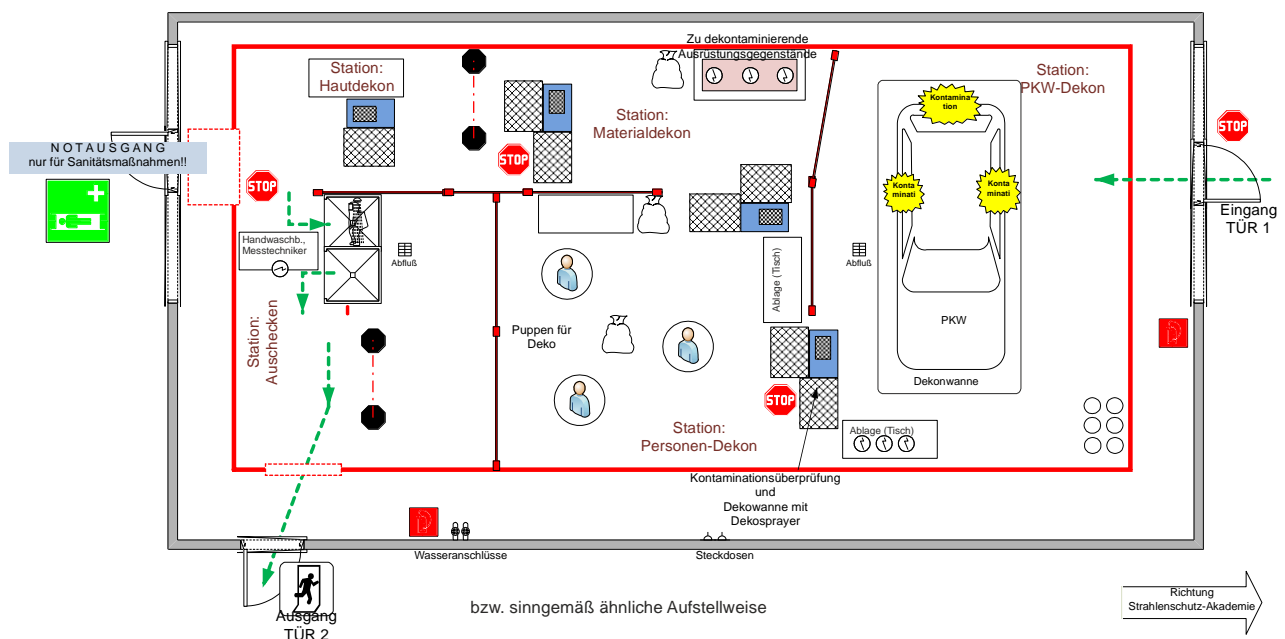 Zu dekontaminierende
Ausrüstungsgegenstände
Station:
Hautdekon
Station:
Materialdekon
Station:
PKW-Dekon
Kontamina
tion
STOP
STOP
NOTAUSGANG
nur für Sanitätsmaßnahmen!!
STOP
Konta
minati
Konta
minati
Eingang
TÜR 1
Handwaschb.,
Messtechniker
Abfluß
Abfluß
Ablage (Tisch)
Station:
Auschecken
Puppen für
Deko
PKW
Dekonwanne
STOP
Station:
Personen-Dekon
Ablage (Tisch)
Kontaminationsüberprüfung
und
Dekowanne mit
Dekosprayer
Wasseranschlüsse
Steckdosen
Ausgang
TÜR 2
bzw. sinngemäß ähnliche Aufstellweise
Richtung
Strahlenschutz-Akademie